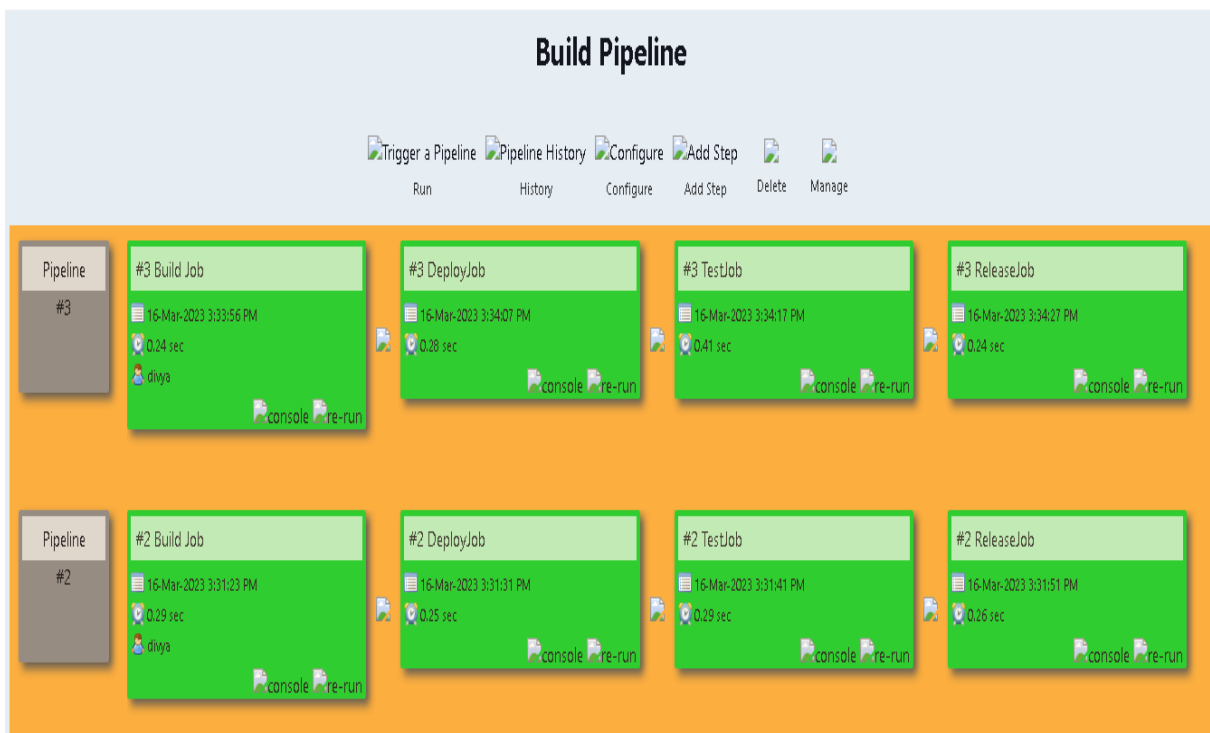 Build Pipeline
Trigger a Pipeline Pipeline History Configure Add Step
Run History Configure Add Step Delete Manage
Pipeline
#3
#3 Build Job
16-Mar-2023 3:33:56 PM
0.24 sec
divya
console re-run
#3 DeployJob
16-Mar-2023 3:34:07 PM
0.28 sec
console re-run
#3 TestJob
16-Mar-2023 3:34:17 PM
0.41 sec
console re-run
#3 ReleaseJob
16-Mar-2023 3:34:27 PM
0.24 sec
console re-run
Pipeline
#2
#2 Build Job
16-Mar-2023 3:31:23 PM
0.29 sec
divya
console re-run
#2 DeployJob
16-Mar-2023 3:31:31 PM
0.25 sec
console re-run
#2 TestJob
16-Mar-2023 3:31:41 PM
0.29 sec
console re-run
#2 ReleaseJob
16-Mar-2023 3:31:51 PM
0.26 sec
console re-run